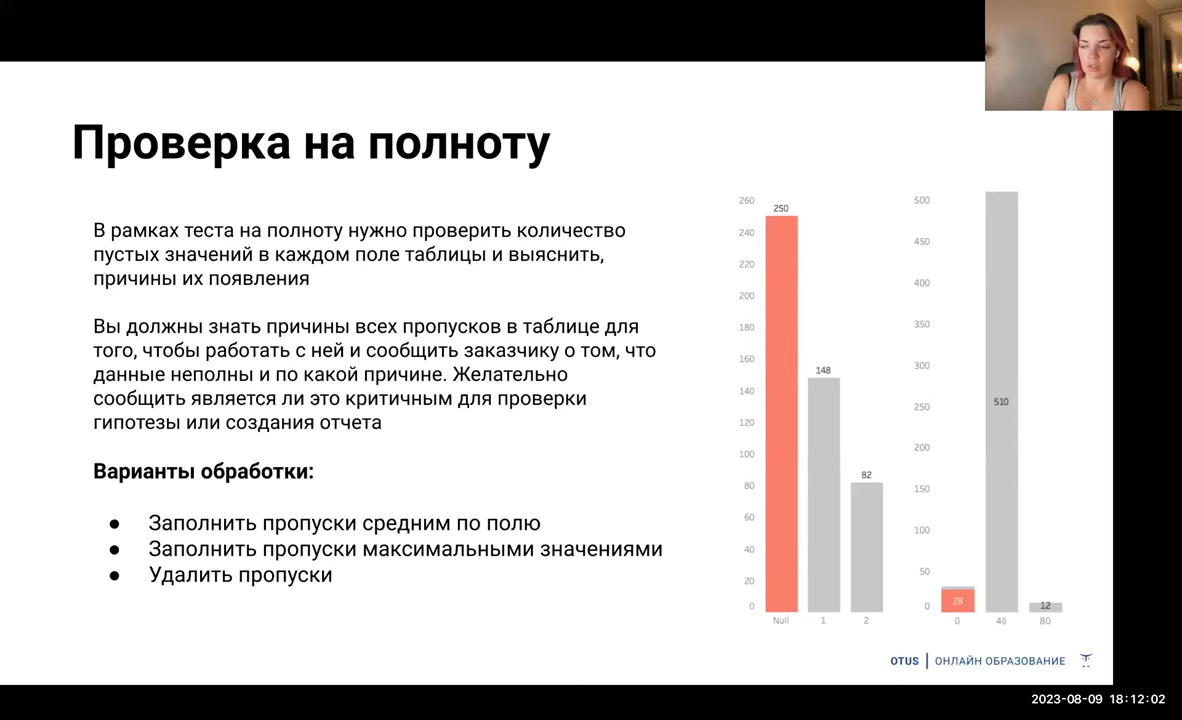 Проверка на полноту
В рамках теста на полноту нужно проверить количество
пустых значений в каждом поле таблицы и выяснить,
причины их появления
Вы должны знать причины всех пропусков в таблице для
того, чтобы работать с ней и сообщить заказчику о том, что
данные неполны и по какой причине. Желательно
сообщить является ли это критичным для проверки
гипотезы или создания отчета
Варианты обработки:
● Заполнить пропуски средним по полю
● Заполнить пропуски максимальными значениями
● Удалить пропуски
260
240
220
200
180
160
140
120
100
80
60
40
20
0
250
148
82
Null 1 2
500
450
400
350
300
250
200
150
100
50
0
28
510
12
0 40 80
OTUS | ОНЛАЙН ОБРАЗОВАНИЕ
2023-08-09 18:12:02